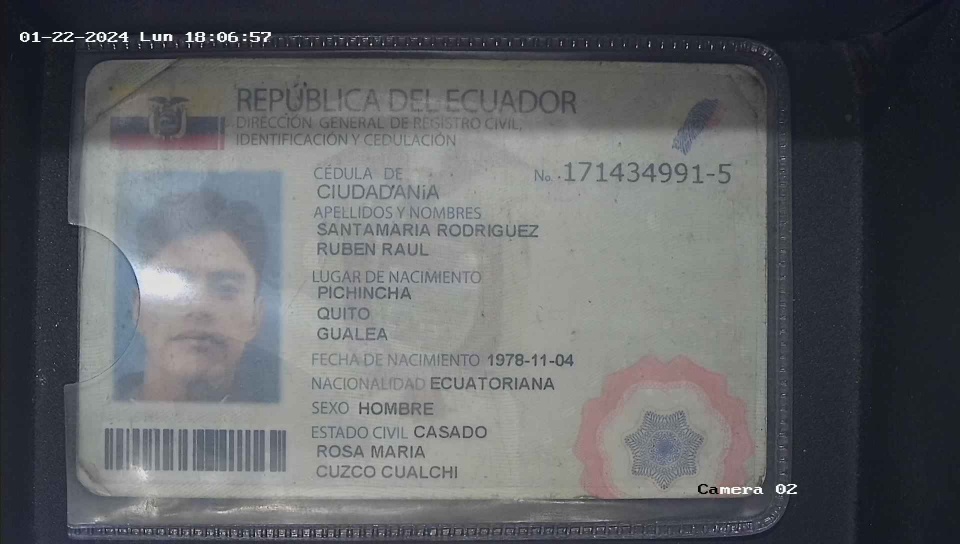 01-22-2024 Lun 18:06:57
REPÚBLICA DEL ECUADOR
DIRECCIÓN GENERAL DE REGISTRO CIVIL,
IDENTIFICACIÓN Y CEDULACIÓN
CÉDULA DE No. 171434991-5
CIUDADANÍA
APELLIDOS Y NOMBRES
SANTAMARIA RODRIGUEZ
RUBEN RAUL
LUGAR DE NACIMIENTO
PICHINCHA
QUITO
GUALEA
FECHA DE NACIMIENTO 1978-11-04
NACIONALIDAD ECUATORIANA
SEXO HOMBRE
ESTADO CIVIL CASADO
ROSA MARIA
CUZCO CUALCHI
Camera 02